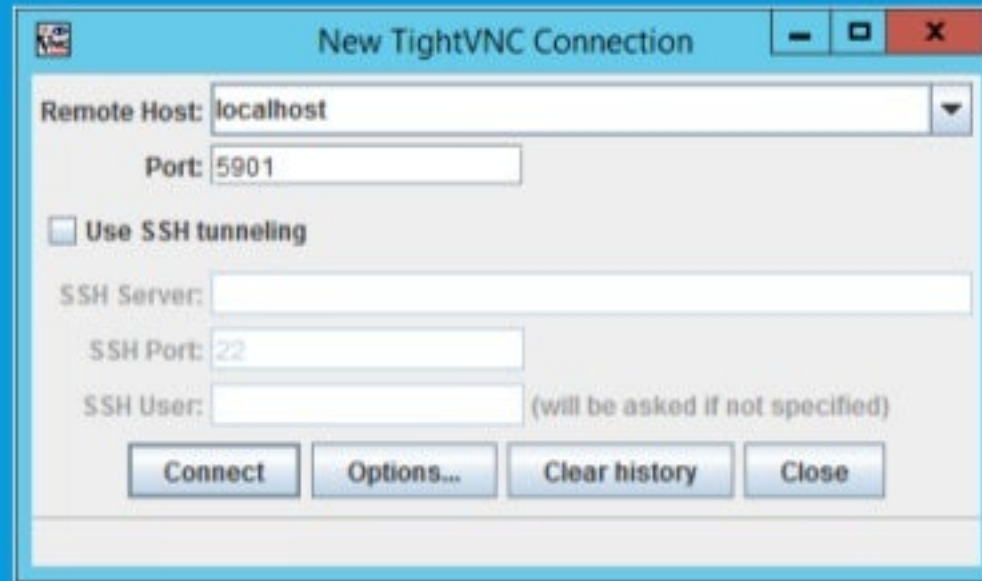 New TightVNC Connection
Remote Host: localhost
Port: 5901
Use SSH tunneling
SSH Server:
SSH Port: 22
SSH User: (will be asked if not specified)
Connect Options... Clear history Close